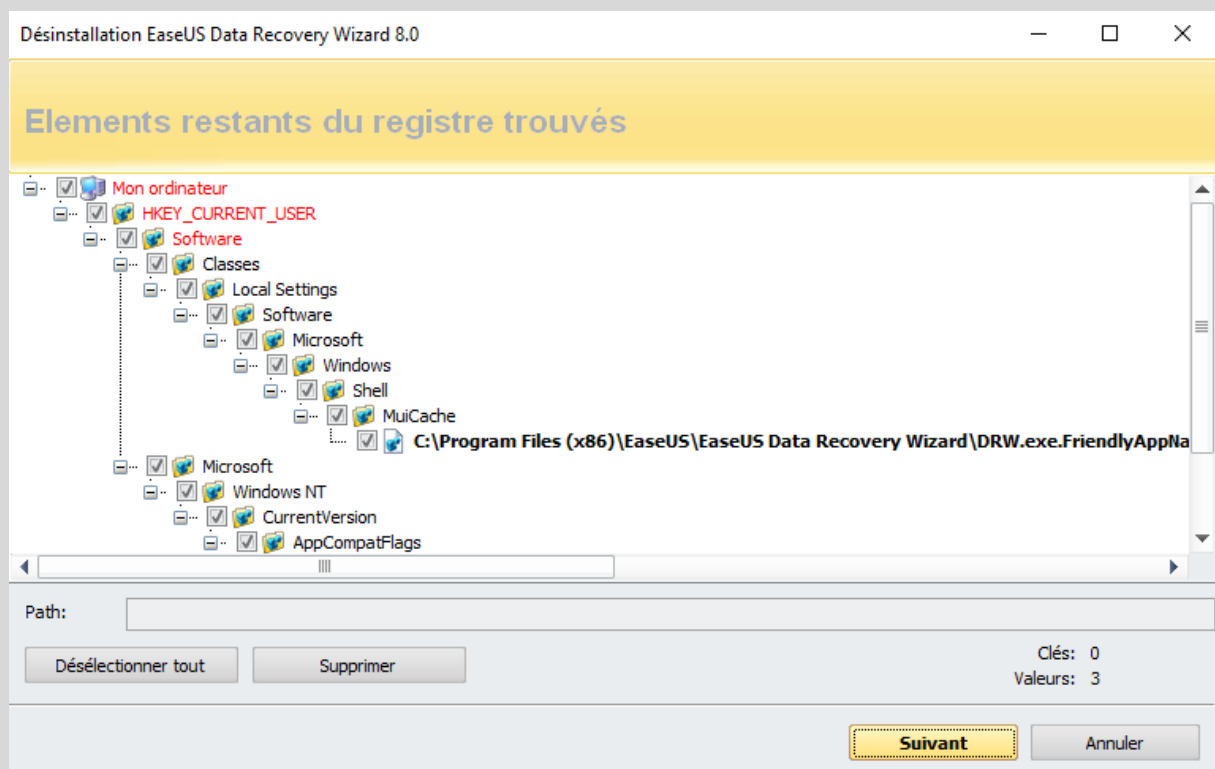 Désinstallation EaseUS Data Recovery Wizard 8.0
Elements restants du registre trouvés
Mon ordinateur
HKEY_CURRENT_USER
Software
Classes
Local Settings
Software
Microsoft
Windows
Shell
MuiCache
C:\Program Files (x86)\EaseUS\EaseUS Data Recovery Wizard\DRW.exe.FriendlyAppNa
Microsoft
Windows NT
CurrentVersion
AppCompatFlags
Path:
Désélectionner tout
Supprimer
Clés: 0
Valeurs: 3
Suivant
Annuler